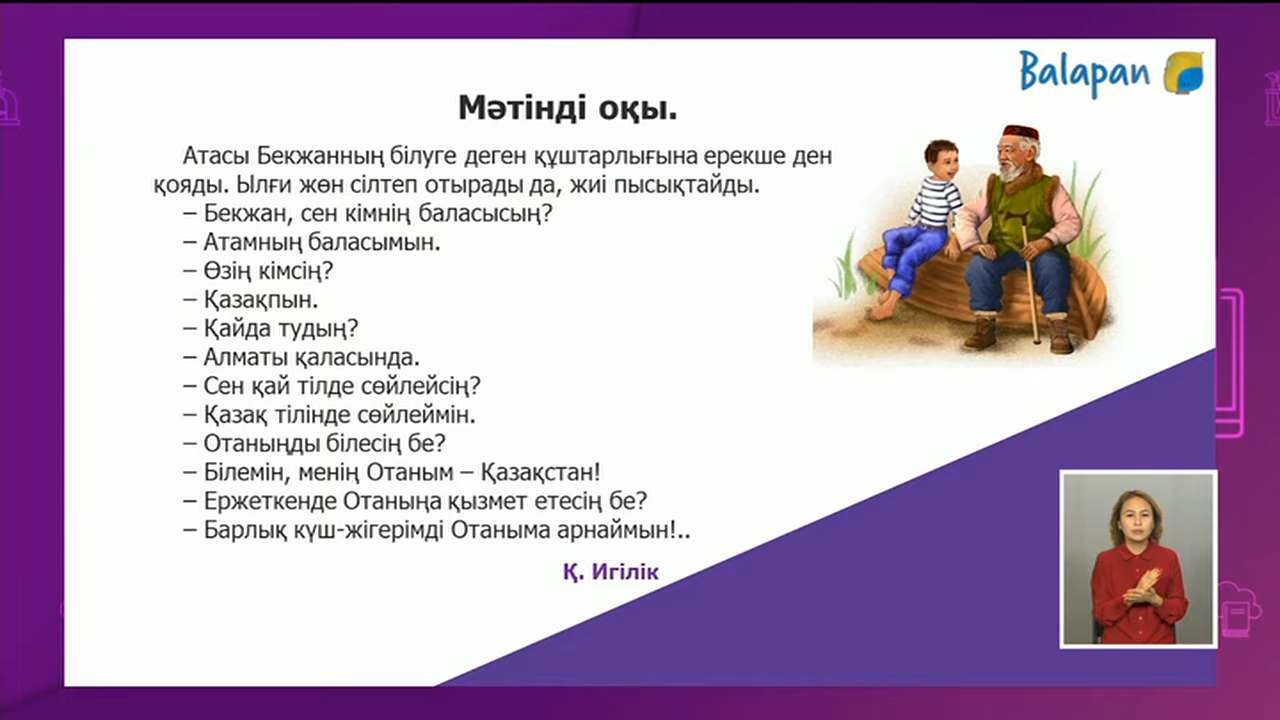 Balapan
Мәтінді оқы.
Атасы Бекжанның білуге деген құштарлығына ерекше ден
қояды. Ылғи жөн сілтеп отырады да, жиі пысықтайды.
– Бекжан, сен кімнің баласысың?
– Атамның баласымын.
– Өзің кімсің?
– Қазақпын.
– Қайда тудың?
– Алматы қаласында.
– Сен қай тілде сөйлейсің?
– Қазақ тілінде сөйлеймін.
– Отаныңды білесің бе?
– Білемін, менің Отаным – Қазақстан!
– Ержеткенде Отаныңа қызмет етесің бе?
– Барлық күш-жігерімді Отаныма арнаймын!..
Қ. Игілік